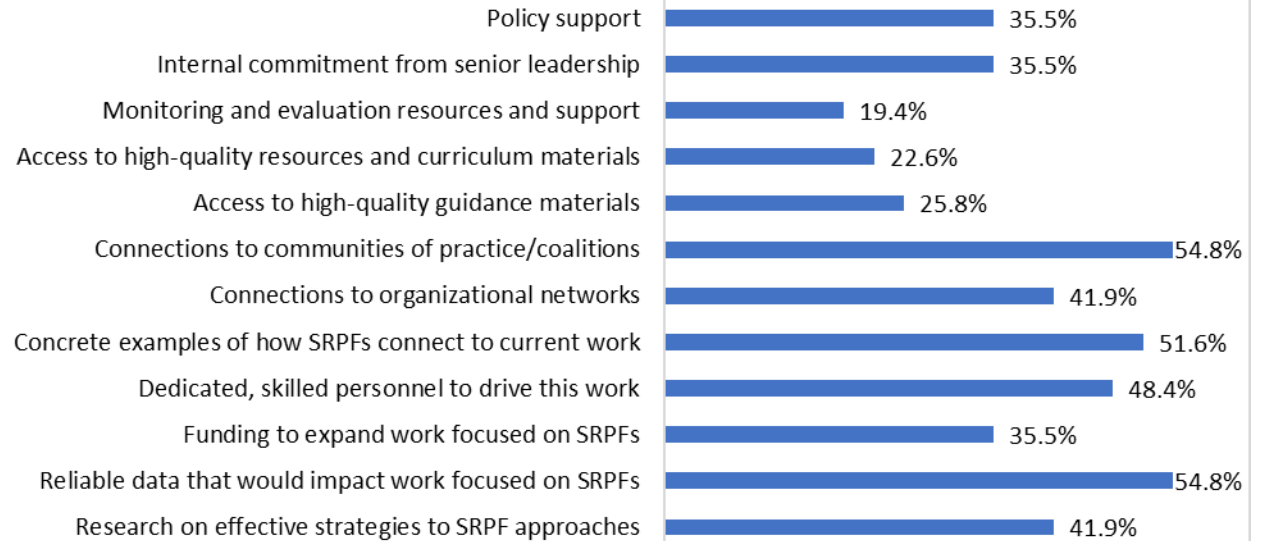 Policy support 35.5%
Internal commitment from senior leadership 35.5%
Monitoring and evaluation resources and support 19.4%
Access to high-quality resources and curriculum materials 22.6%
Access to high-quality guidance materials 25.8%
Connections to communities of practice/coalitions 54.8%
Connections to organizational networks 41.9%
Concrete examples of how SRPFs connect to current work 51.6%
Dedicated, skilled personnel to drive this work 48.4%
Funding to expand work focused on SRPFs 35.5%
Reliable data that would impact work focused on SRPFs 54.8%
Research on effective strategies to SRPF approaches 41.9%